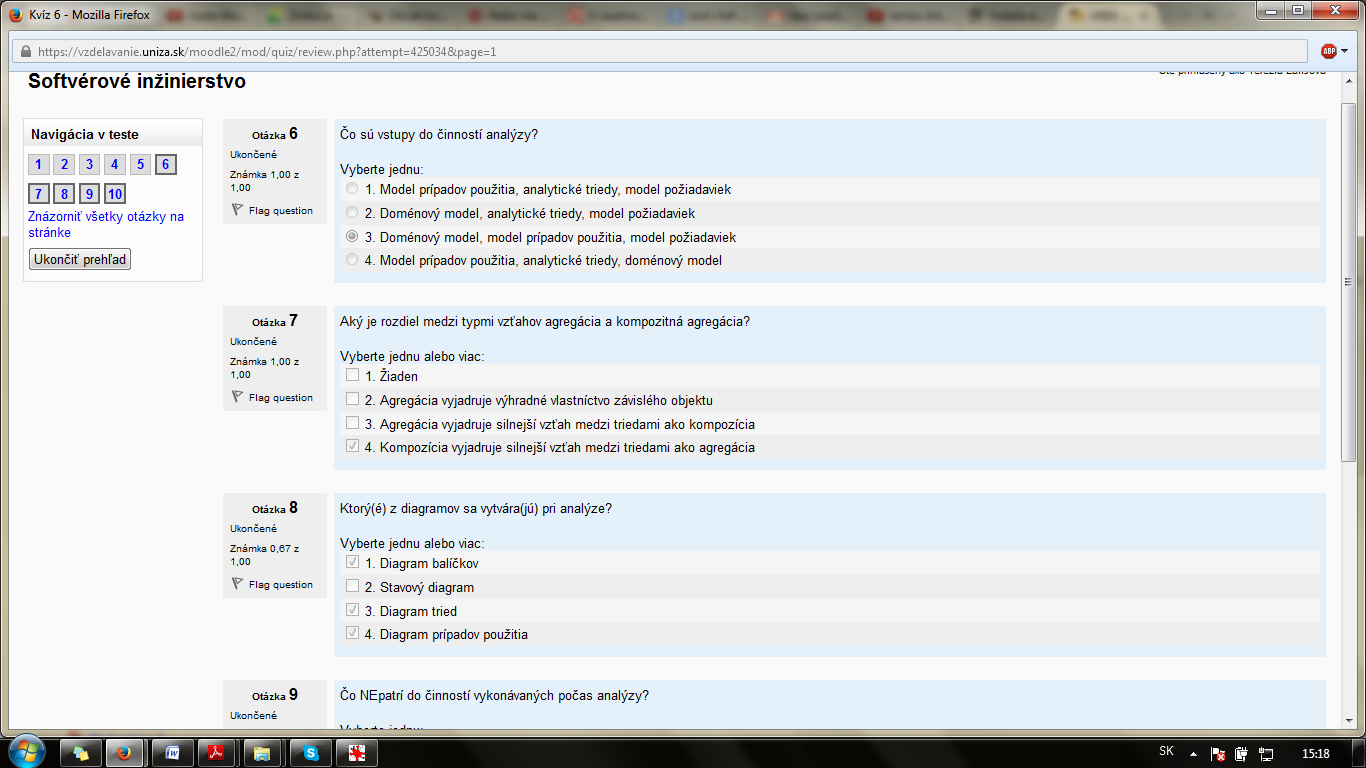 Kvíz 6 - Mozilla Firefox
https://vzdelavanie.uniza.sk/moodle2/mod/quiz/review.php?attempt=425034&page=1
ABP
Softvérové inžinierstvo
Navigácia v teste
1 2 3 4 5 6
7 8 9 10
Znázorniť všetky otázky na
stránke
Ukončiť prehľad
Otázka 6
Ukončené
Známka 1,00 z
1,00
Flag question
Čo sú vstupy do činností analýzy?
Vyberte jednu:
1. Model prípadov použitia, analytické triedy, model požiadaviek
2. Doménový model, analytické triedy, model požiadaviek
3. Doménový model, model prípadov použitia, model požiadaviek
4. Model prípadov použitia, analytické triedy, doménový model
Otázka 7
Ukončené
Známka 1,00 z
1,00
Flag question
Aký je rozdiel medzi typmi vzťahov agregácia a kompozitná agregácia?
Vyberte jednu alebo viac:
1. Žiaden
2. Agregácia vyjadruje výhradné vlastníctvo závislého objektu
3. Agregácia vyjadruje silnejší vzťah medzi triedami ako kompozícia
4. Kompozícia vyjadruje silnejší vzťah medzi triedami ako agregácia
Otázka 8
Ukončené
Známka 0,67 z
1,00
Flag question
Ktorý(é) z diagramov sa vytvára(jú) pri analýze?
Vyberte jednu alebo viac:
1. Diagram balíčkov
2. Stavový diagram
3. Diagram tried
4. Diagram prípadov použitia
Otázka 9
Ukončené
Čo NEpatrí do činností vykonávaných počas analýzy?
Vyberte jednu:
SK
15:18